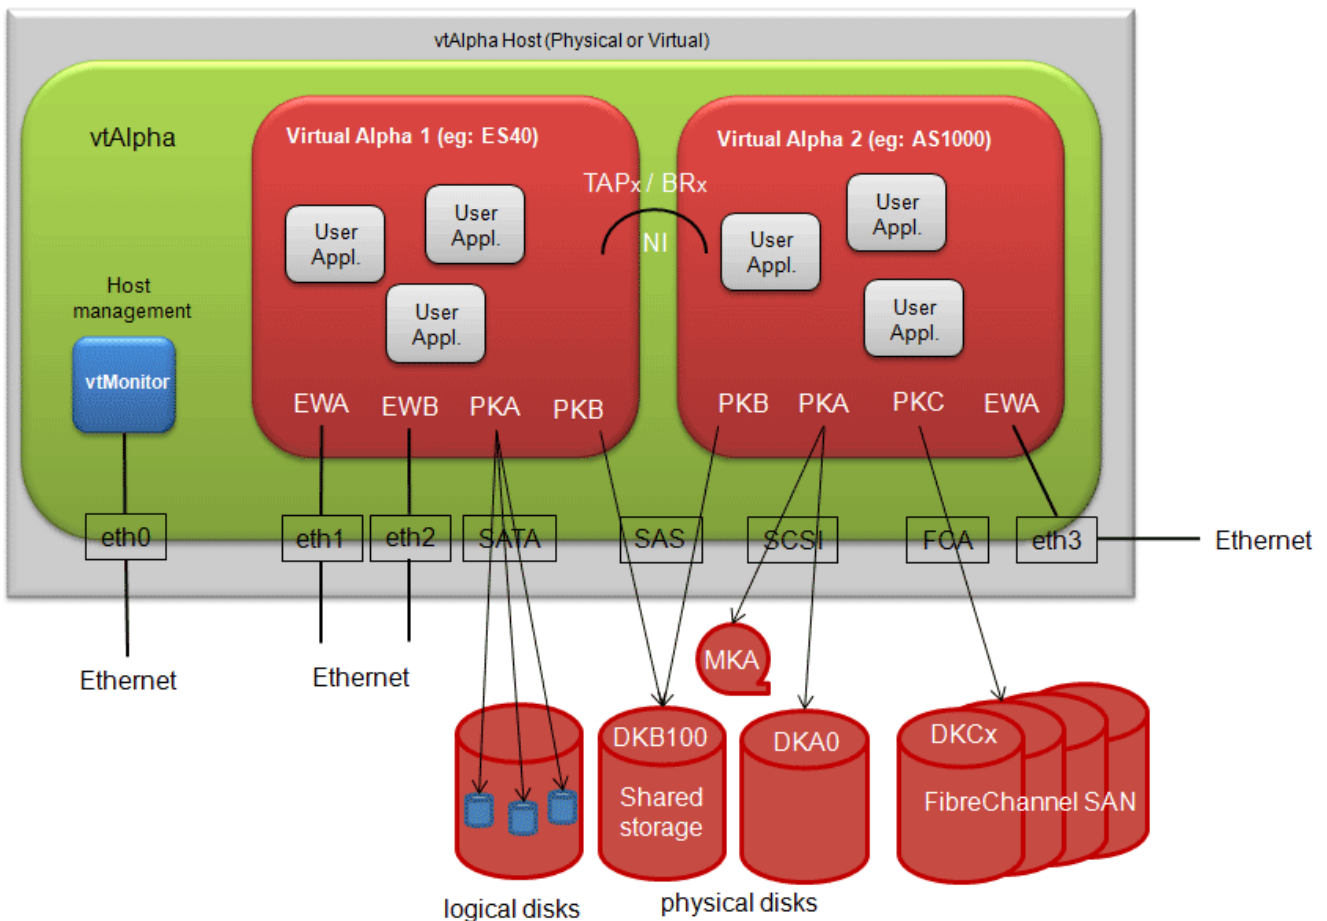 vtAlpha Host (Physical or Virtual)
vtAlpha
Virtual Alpha 1 (eg: ES40)
Virtual Alpha 2 (eg: AS1000)
TAPx / BRx
NI
User
Appl.
User
Appl.
User
Appl.
User
Appl.
User
Appl.
User
Appl.
Host
management
vtMonitor
EWA
EWB
PKA
PKB
PKB
PKA
PKC
EWA
eth0
eth1
eth2
SATA
SAS
SCSI
FCA
eth3
Ethernet
Ethernet
Ethernet
MKA
DKB100
Shared
storage
DKA0
DKCx
FibreChannel SAN
logical disks
physical disks